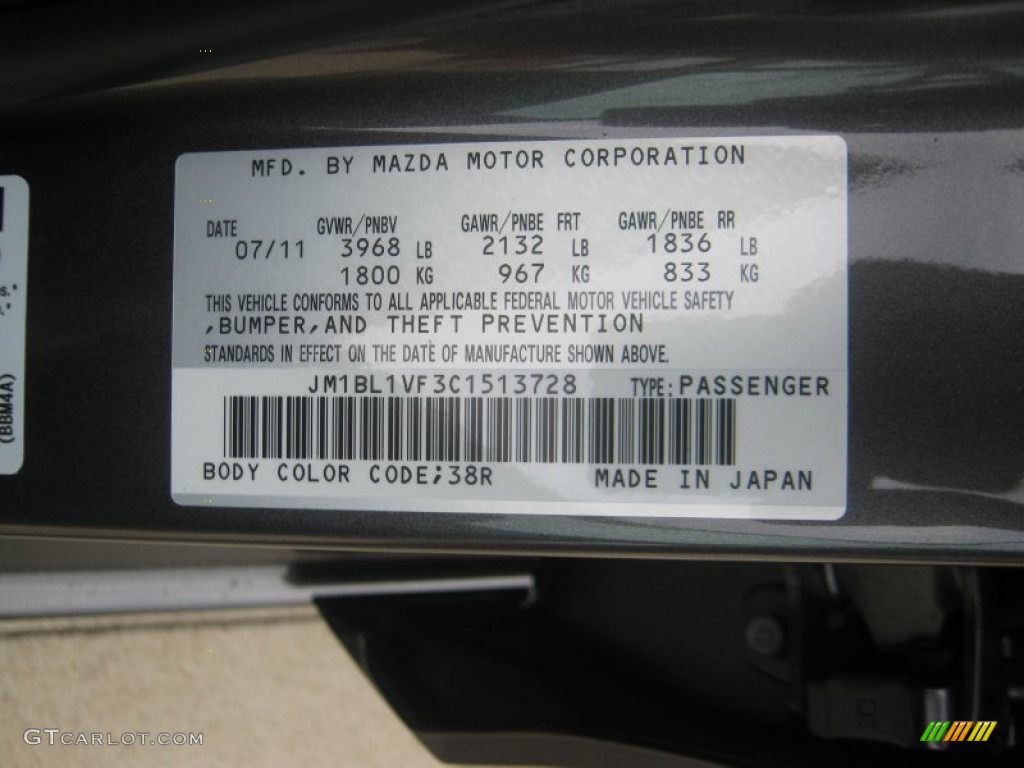 MFD. BY MAZDA MOTOR CORPORATION
DATE GVWR/PNBV GAWR/PNBE FRT GAWR/PNBE RR
07/11 3968 LB 2132 LB 1836 LB
1800 KG 967 KG 833 KG
THIS VEHICLE CONFORMS TO ALL APPLICABLE FEDERAL MOTOR VEHICLE SAFETY
,BUMPER,AND THEFT PREVENTION
STANDARDS IN EFFECT ON THE DATE OF MANUFACTURE SHOWN ABOVE.
JM1BL1VF3C1513728 TYPE:PASSENGER
BODY COLOR CODE;38R MADE IN JAPAN
(BBM4A)
R
GTCARLOT.COM